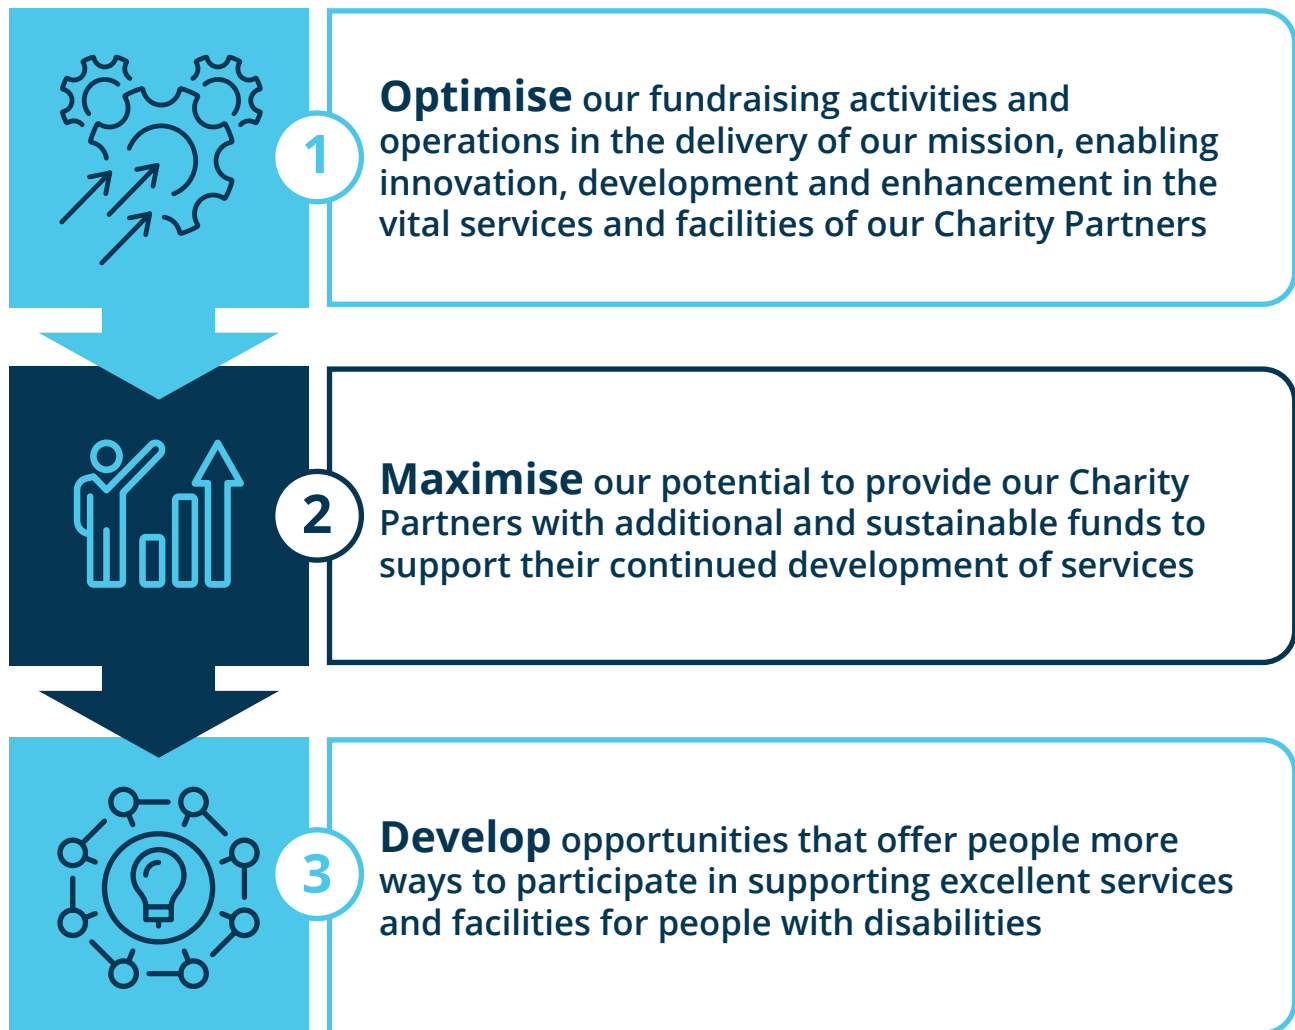 1
Optimise our fundraising activities and
operations in the delivery of our mission, enabling
innovation, development and enhancement in the
vital services and facilities of our Charity Partners
2
Maximise our potential to provide our Charity
Partners with additional and sustainable funds to
support their continued development of services
3
Develop opportunities that offer people more
ways to participate in supporting excellent services
and facilities for people with disabilities